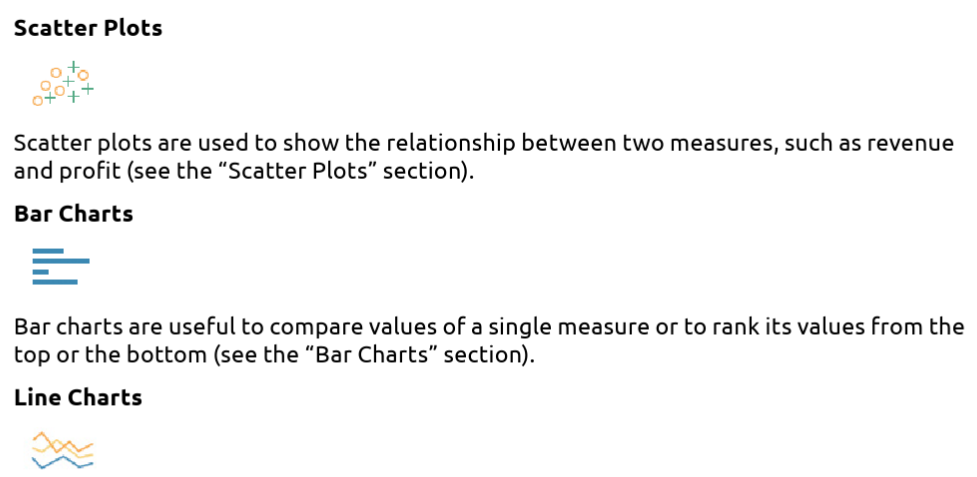 Scatter Plots
Scatter plots are used to show the relationship between two measures, such as revenue
and profit (see the “Scatter Plots” section).
Bar Charts
Bar charts are useful to compare values of a single measure or to rank its values from the
top or the bottom (see the “Bar Charts” section).
Line Charts